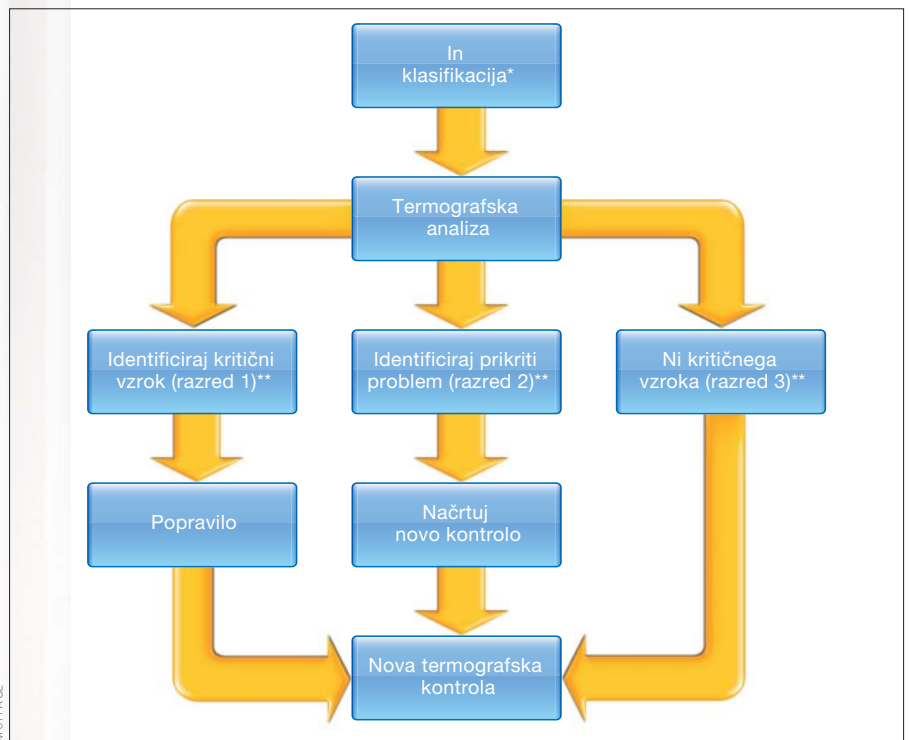 In
klasifikacija*
Termografska
analiza
Identificiraj kritični
vzrok (razred 1)**
Identificiraj prikriti
problem (razred 2)**
Ni kritičnega
vzroka (razred 3)**
Popravilo
Načrtuj
novo kontrolo
Nova termografska
kontrola